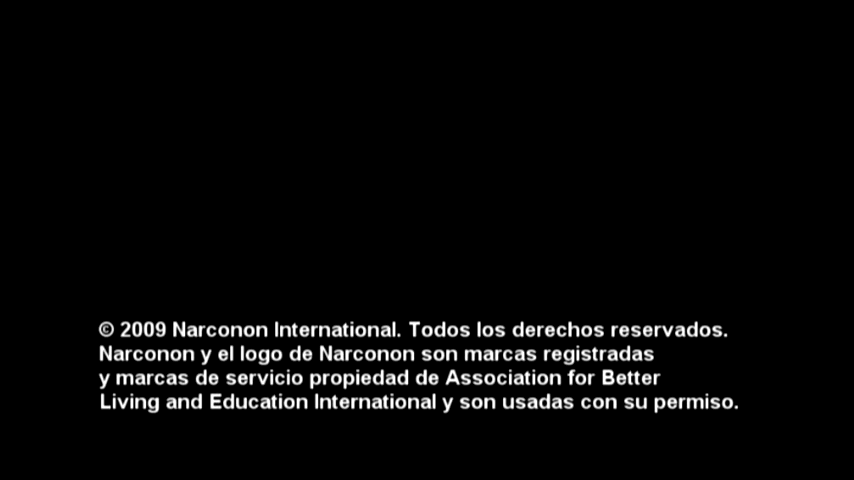 © 2009 Narconon International. Todos los derechos reservados.
Narconon y el logo de Narconon son marcas registradas
y marcas de servicio propiedad de Association for Better
Living and Education International y son usadas con su permiso.